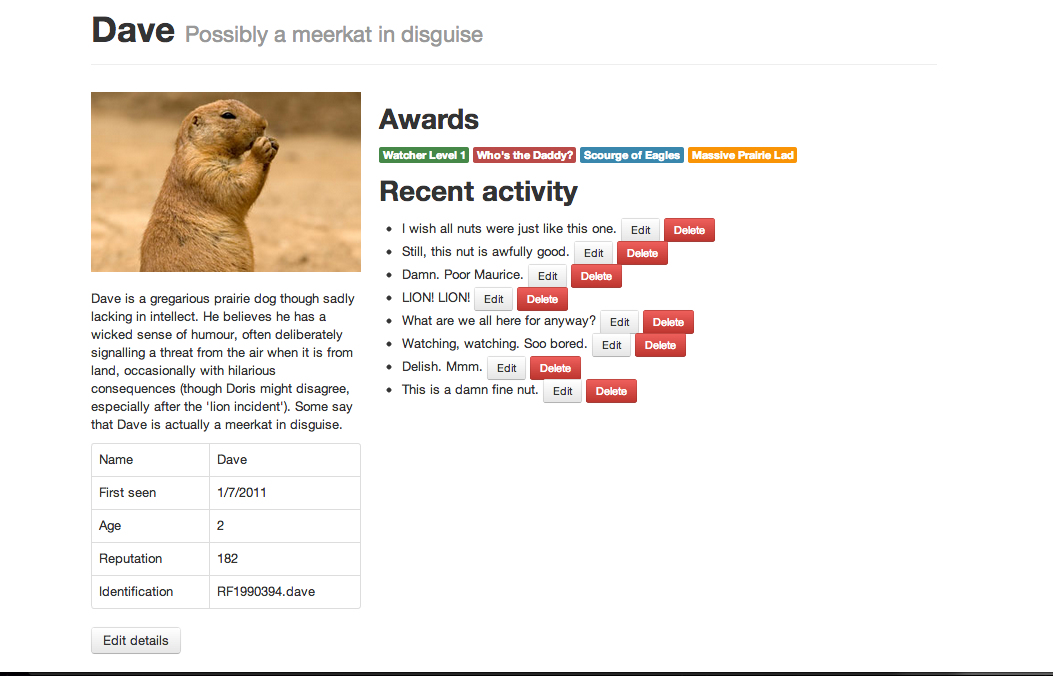 Dave Possibly a meerkat in disguise
Dave is a gregarious prairie dog though sadly
lacking in intellect. He believes he has a
wicked sense of humour, often deliberately
signalling a threat from the air when it is from
land, occasionally with hilarious
consequences (though Doris might disagree,
especially after the 'lion incident'). Some say
that Dave is actually a meerkat in disguise.
Name Dave
First seen 1/7/2011
Age 2
Reputation 182
Identification RF1990394.dave
Edit details
Awards
Watcher Level 1 Who's the Daddy? Scourge of Eagles Massive Prairie Lad
Recent activity
I wish all nuts were just like this one. Edit Delete
Still, this nut is awfully good. Edit Delete
Damn. Poor Maurice. Edit Delete
LION! LION! Edit Delete
What are we all here for anyway? Edit Delete
Watching, watching. Soo bored. Edit Delete
Delish. Mmm. Edit Delete
This is a damn fine nut. Edit Delete